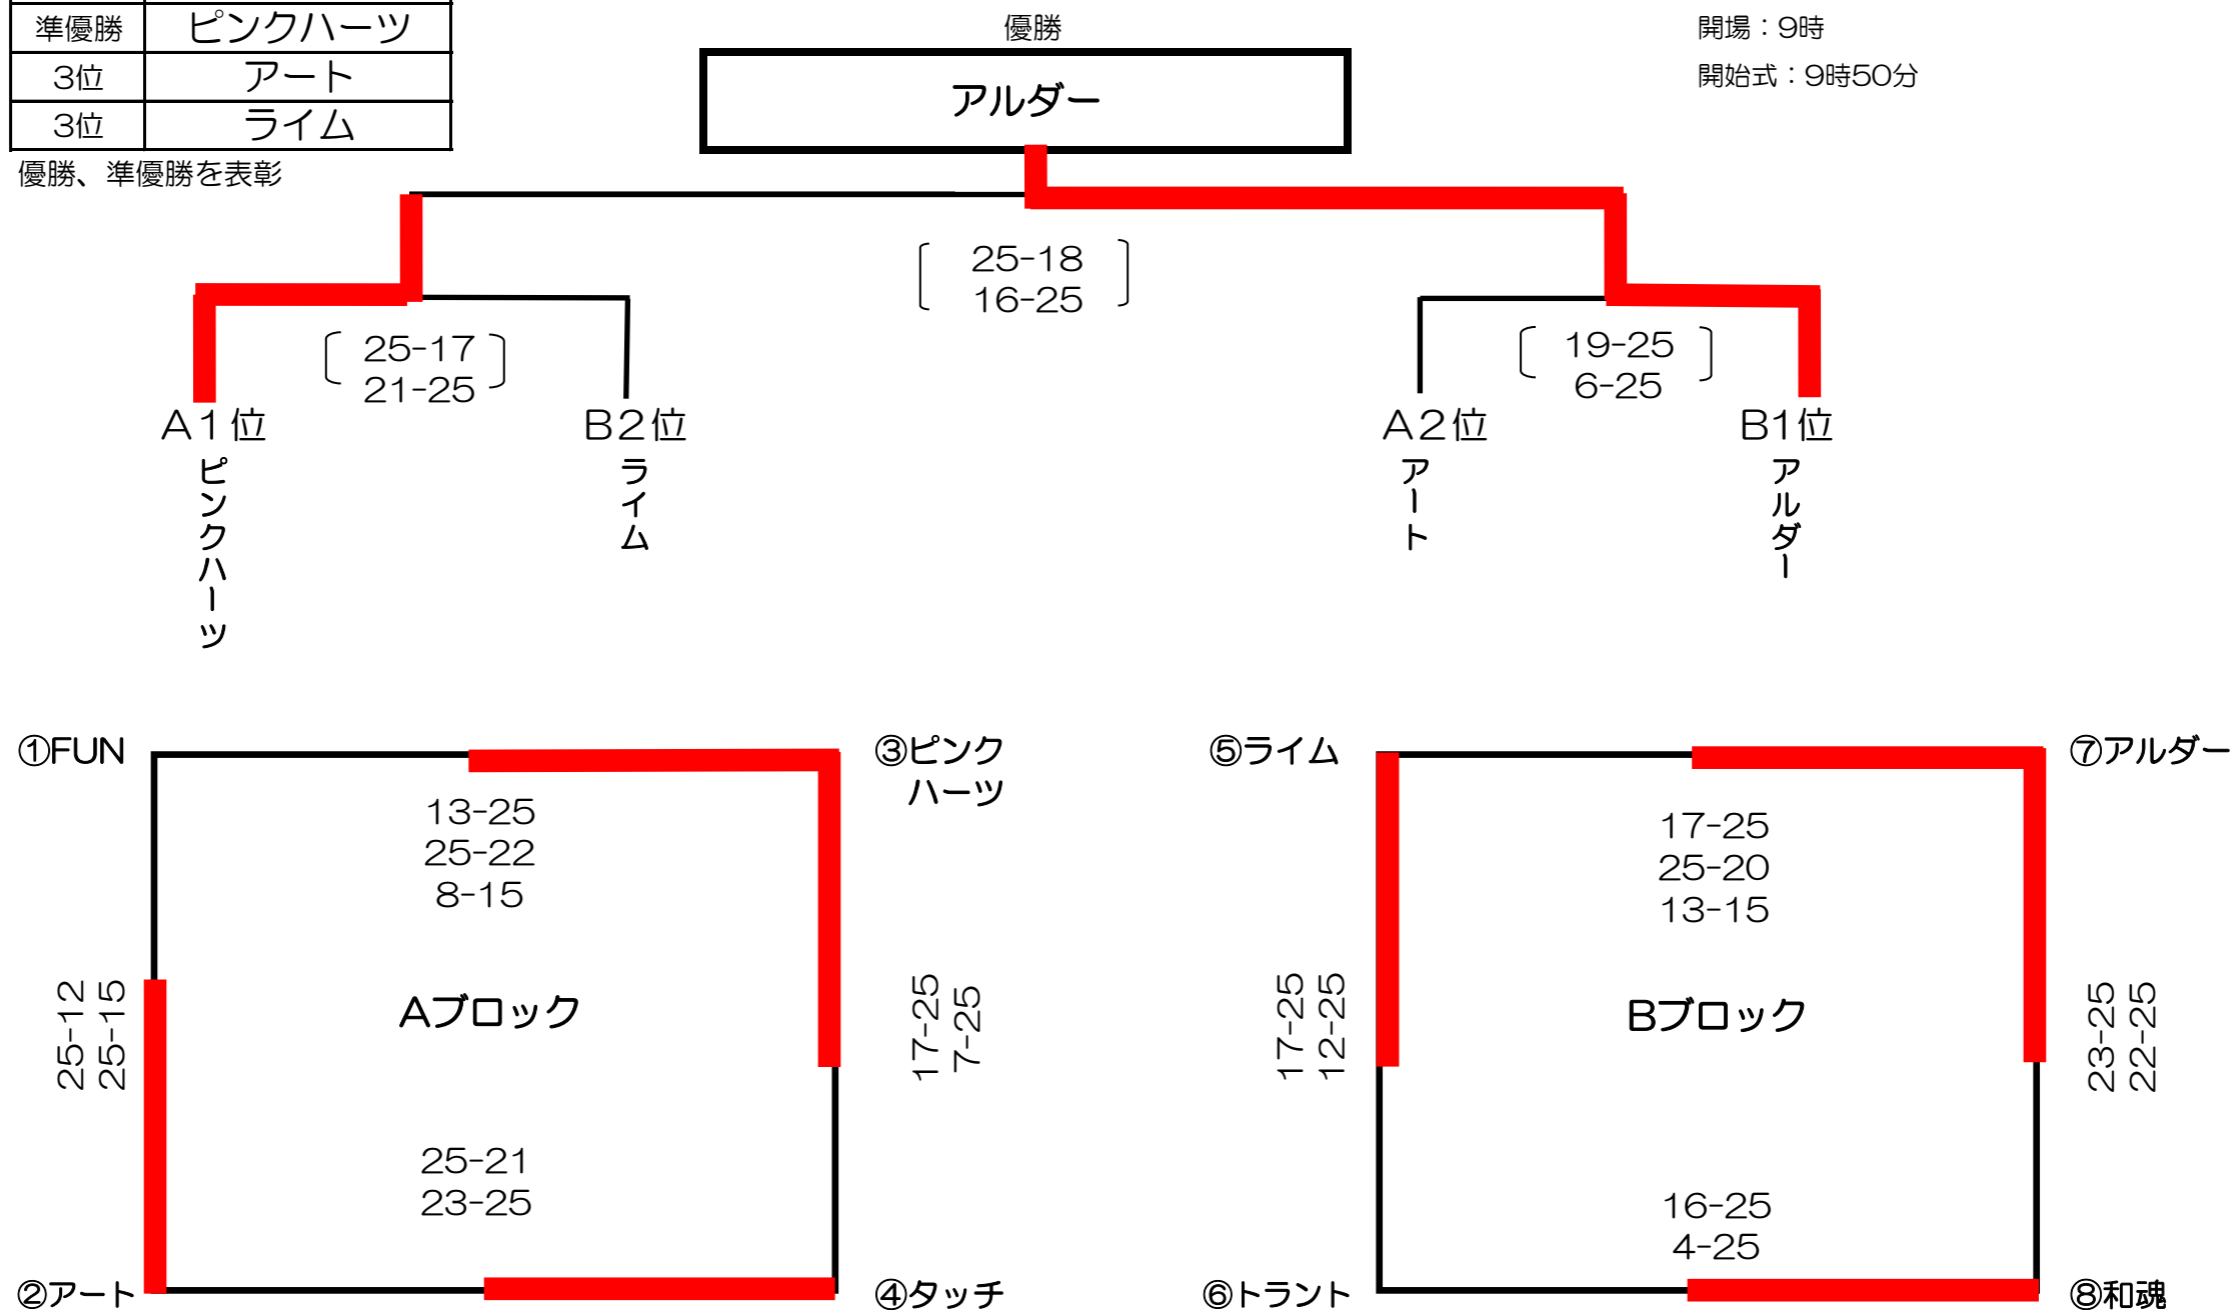 準優勝 ピンクハーツ
3位 アート
3位 ライム
優勝、準優勝を表彰
優勝
アルダー
開場：9時
開始式：9時50分
25-18
16-25
25-17
21-25
19-25
6-25
A1位
ピンクハーツ
B2位
ライム
A2位
アート
B1位
アルダー
①FUN
③ピンク
ハーツ
13-25
25-22
8-15
25-12
25-15
Aブロック
17-25
7-25
25-21
23-25
②アート
④タッチ
⑤ライム
⑦アルダー
17-25
25-20
13-15
17-25
12-25
Bブロック
23-25
22-25
16-25
4-25
⑥トラント
⑧和魂